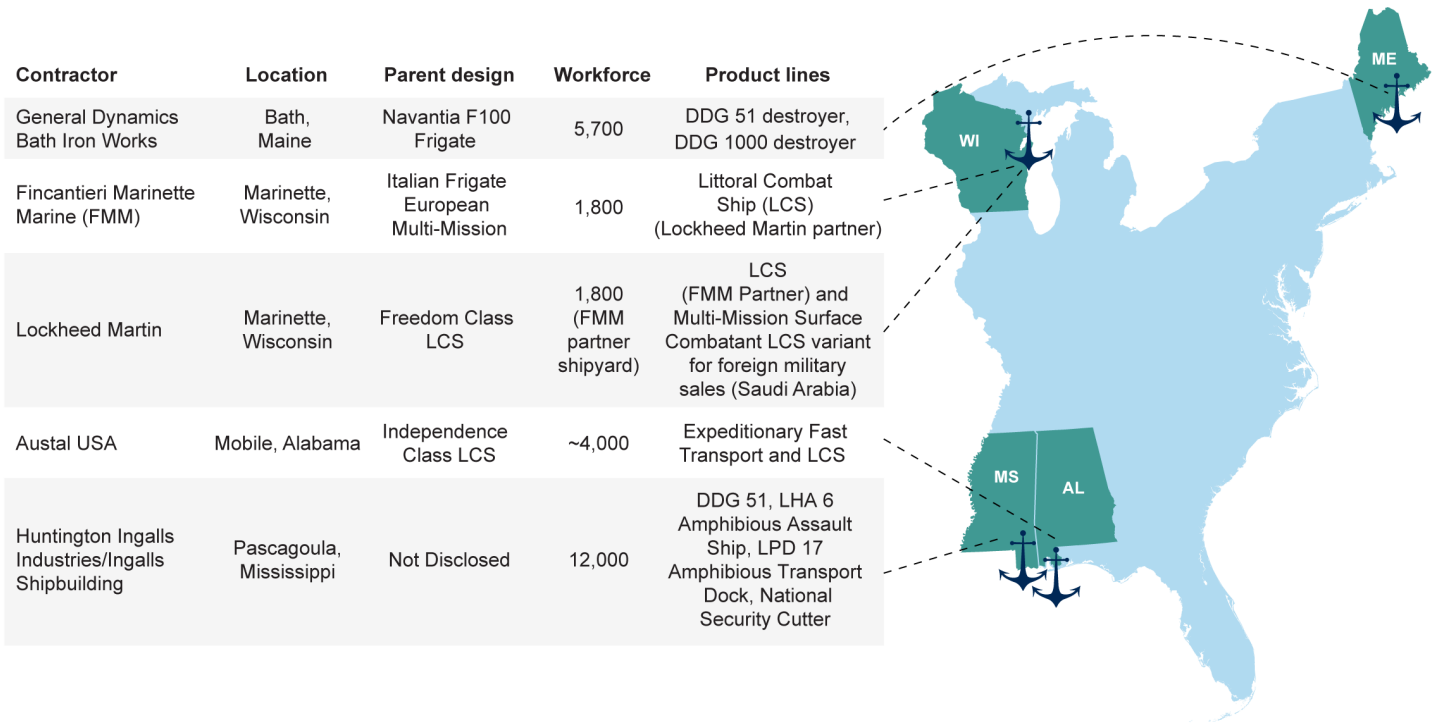 Contractor Location Parent design Workforce Product lines
General Dynamics
Bath Iron Works
Bath,
Maine
Navantia F100
Frigate
5,700
DDG 51 destroyer,
DDG 1000 destroyer
Fincantieri Marinette
Marine (FMM)
Marinette,
Wisconsin
Italian Frigate
European
Multi-Mission
1,800
Littoral Combat
Ship (LCS)
(Lockheed Martin partner)
Lockheed Martin
Marinette,
Wisconsin
Freedom Class
LCS
1,800
(FMM
partner
shipyard)
LCS
(FMM Partner) and
Multi-Mission Surface
Combatant LCS variant
for foreign military
sales (Saudi Arabia)
Austal USA
Mobile, Alabama
Independence
Class LCS
~4,000
Expeditionary Fast
Transport and LCS
Huntington Ingalls
Industries/Ingalls
Shipbuilding
Pascagoula,
Mississippi
Not Disclosed
12,000
DDG 51, LHA 6
Amphibious Assault
Ship, LPD 17
Amphibious Transport
Dock, National
Security Cutter
ME
WI
MS
AL